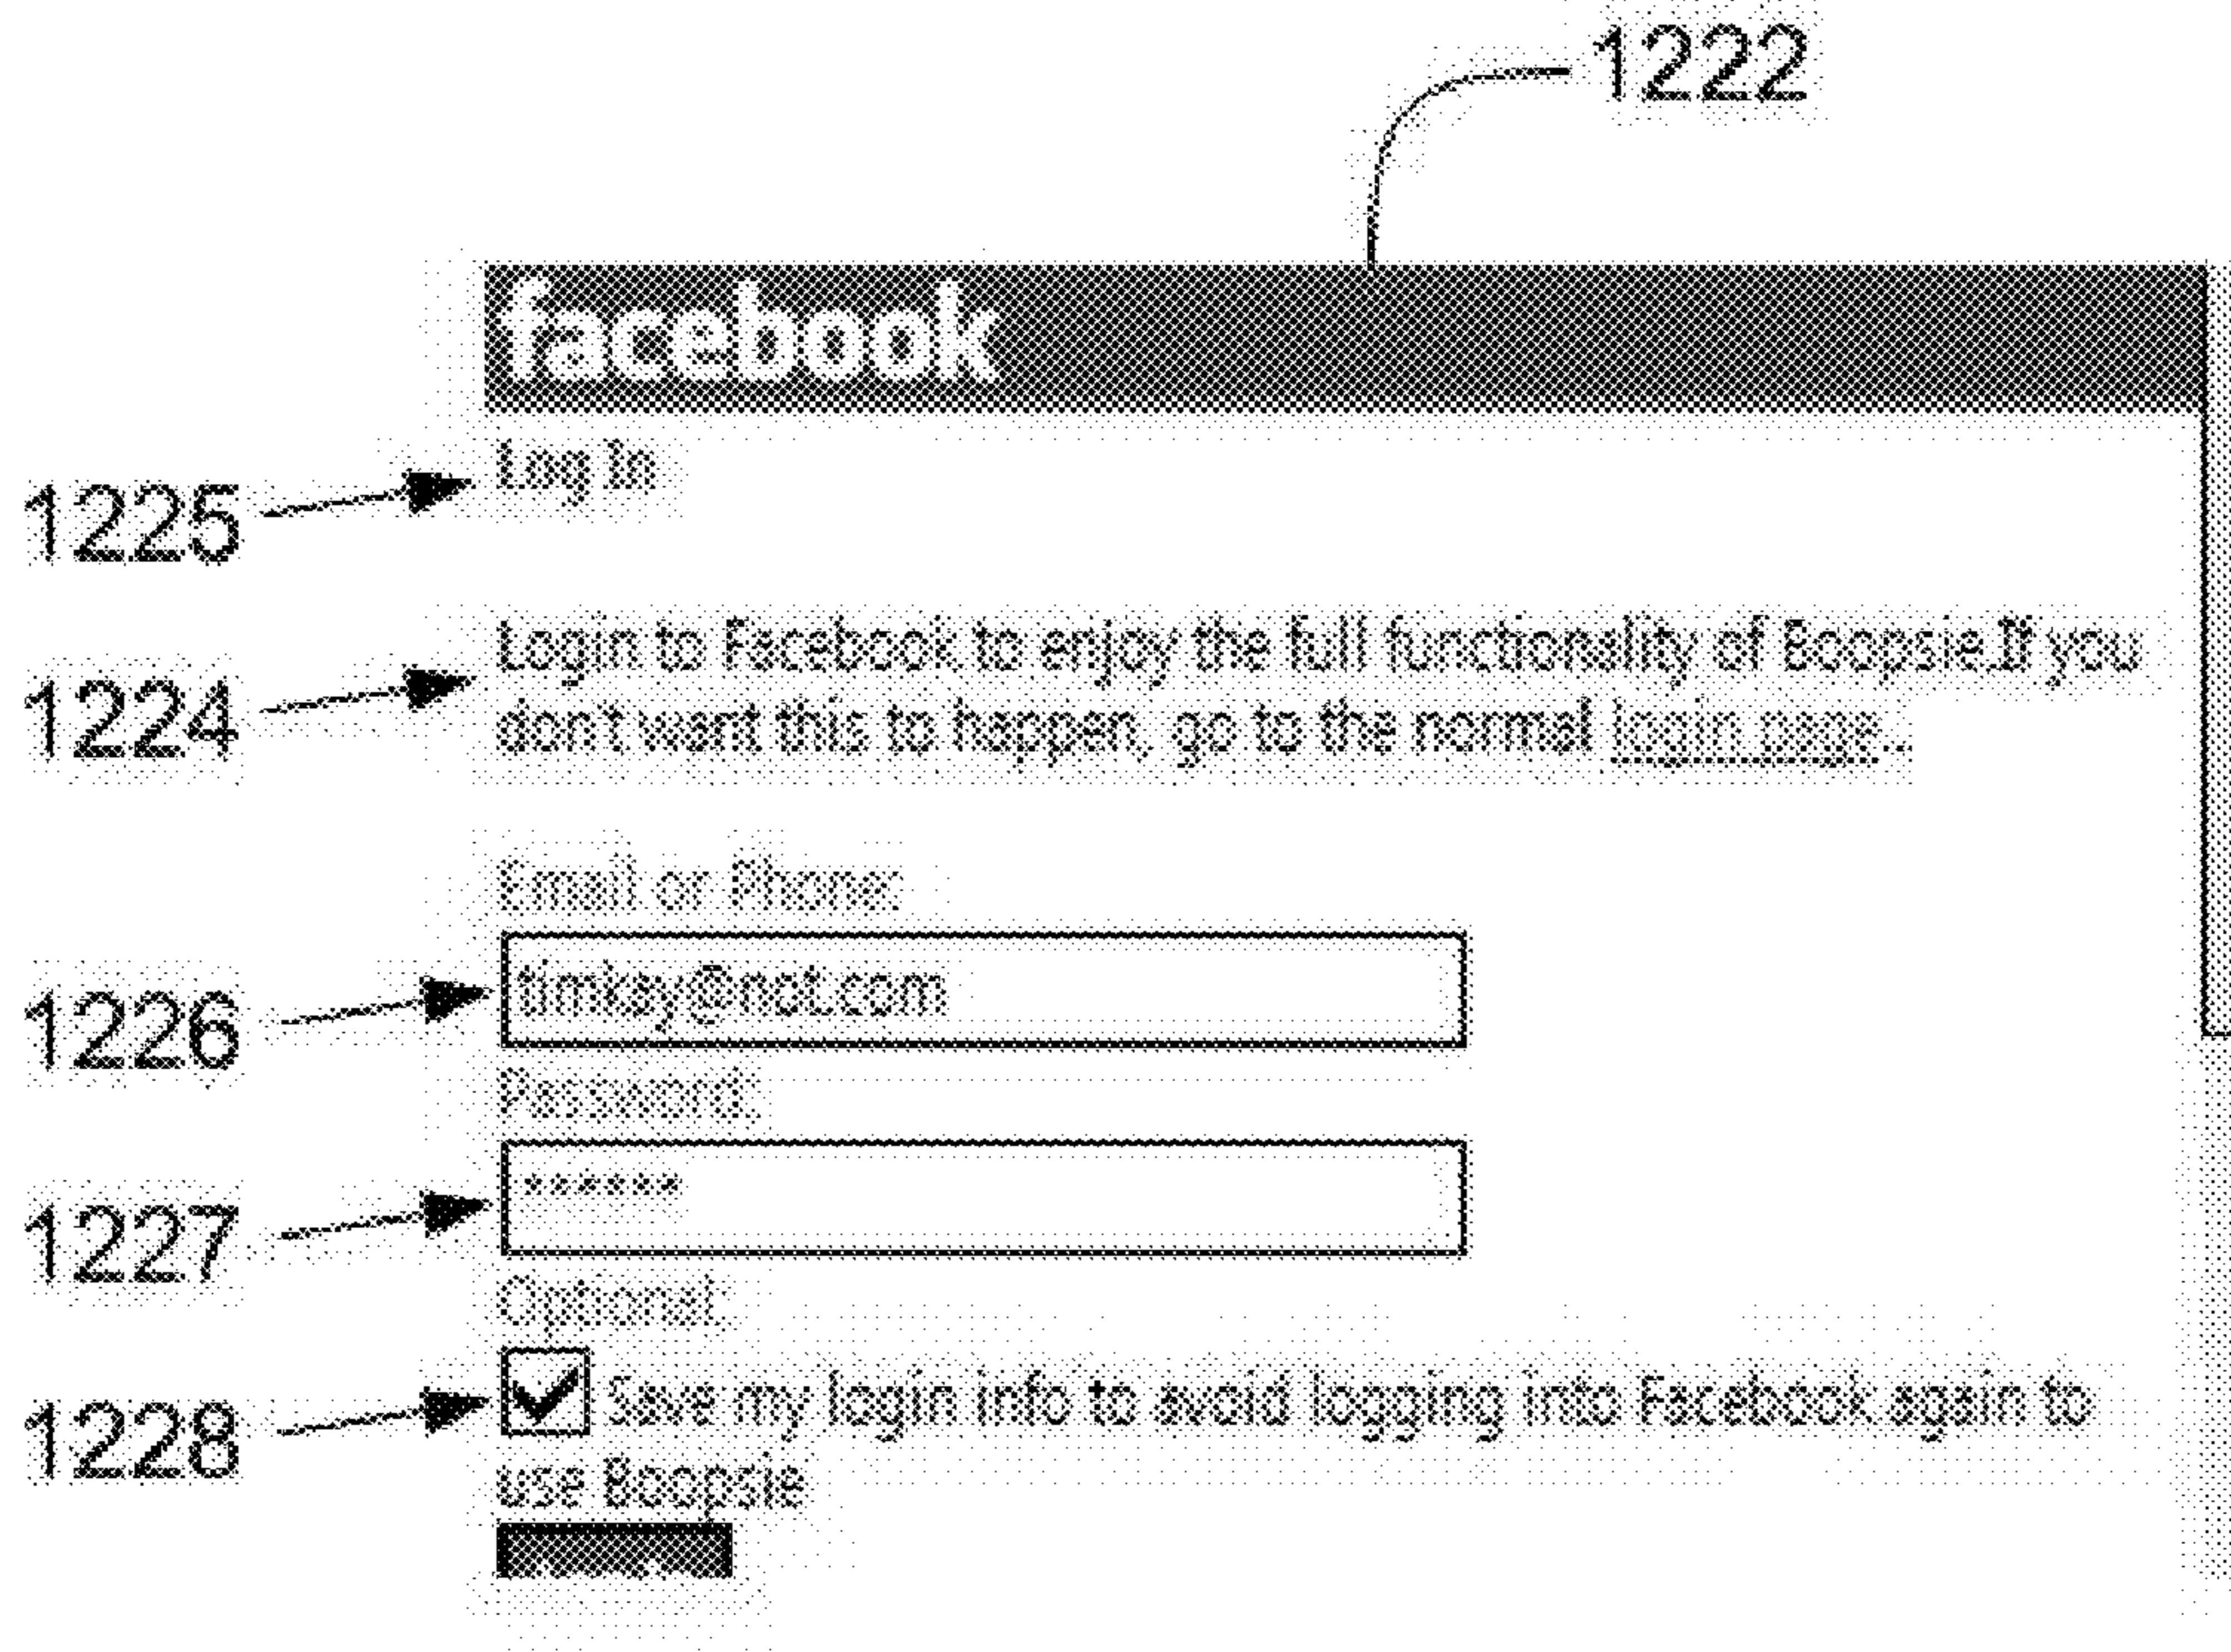 1222
facebook
1225
Log In
1224
Login to Facebook to enjoy the full functionality of Boopsie.If you
don't want this to happen, go to the normal login page..
Email or Phone:
1226
timkay@not.com
Password:
1227
••••••
Optional:
1228
Save my login info to avoid logging into Facebook again to
use Boopsie